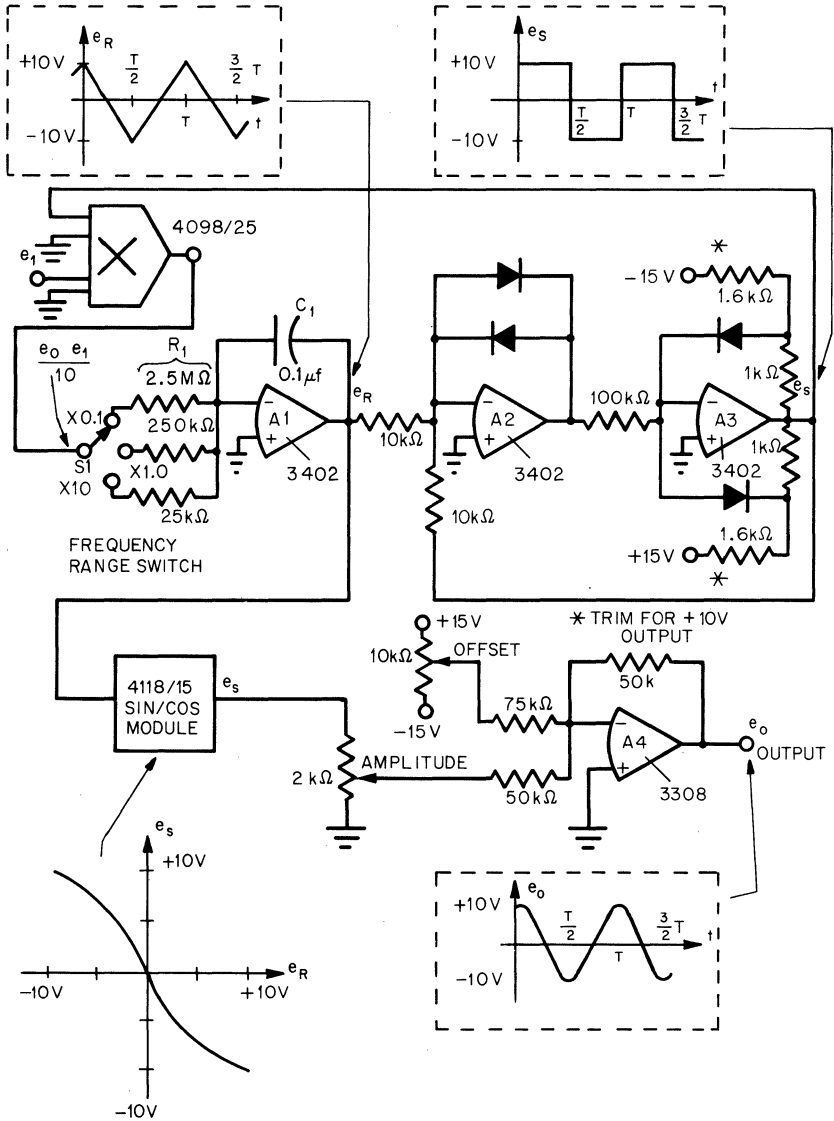 e_R
+10V
T/2
3/2 T
T
t
-10V
e_S
+10V
t
T/2
T
3/2 T
-10V
4098/25
e_1
X
e_0 e_1 / 10
R_1
2.5MΩ
C_1
0.1μf
e_R
X0.1
250kΩ
S1
X1.0
X10
25kΩ
FREQUENCY
RANGE SWITCH
-
A1
+
3402
10kΩ
-
A2
+
3402
10kΩ
100kΩ
*
-15V
1.6kΩ
1kΩ
e_S
-
A3
+
3402
1kΩ
1.6kΩ
+15V
*
* TRIM FOR +10V
OUTPUT
+15V
10kΩ
OFFSET
-15V
4118/15
SIN/COS
MODULE
e_s
2kΩ
AMPLITUDE
75kΩ
50kΩ
50k
-
A4
+
3308
e_0
OUTPUT
e_s
+10V
e_R
-10V
+10V
-10V
e_0
+10V
T/2
3/2 T
T
t
-10V